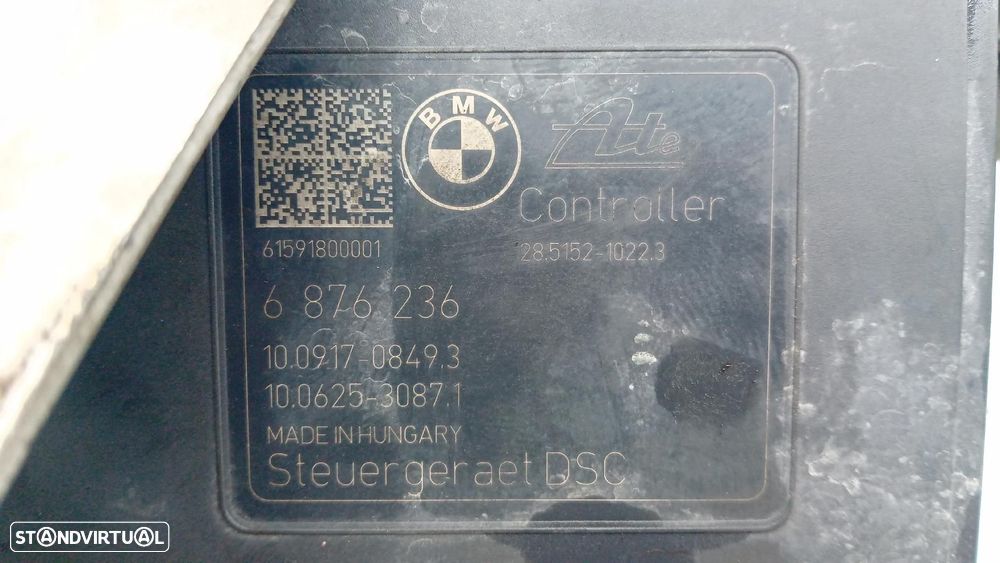 BMW
Ate
Controller
61591800001
28.5152-1022.3
6 876 236
10.0917-0849.3
10.0625-3087.1
MADE IN HUNGARY
Steuergeraet DSC
STANDVIRTUAL